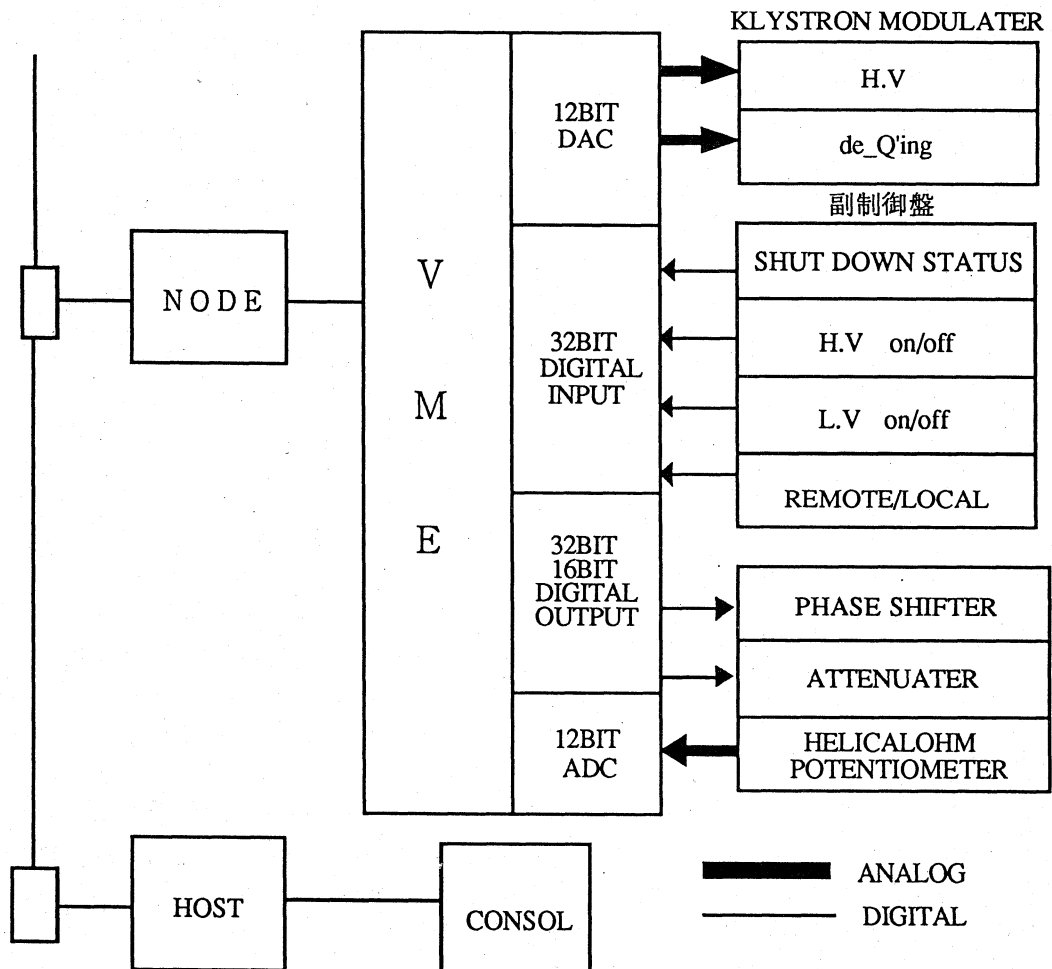 KLYSTRON MODULATER
H.V
de_Q'ing
12BIT
DAC
副制御盤
SHUT DOWN STATUS
H.V on/off
L.V on/off
REMOTE/LOCAL
NODE
V
M
E
32BIT
DIGITAL
INPUT
32BIT
16BIT
DIGITAL
OUTPUT
PHASE SHIFTER
ATTENUATER
HELICALOHM
POTENTIOMETER
12BIT
ADC
HOST
CONSOL
ANALOG
DIGITAL